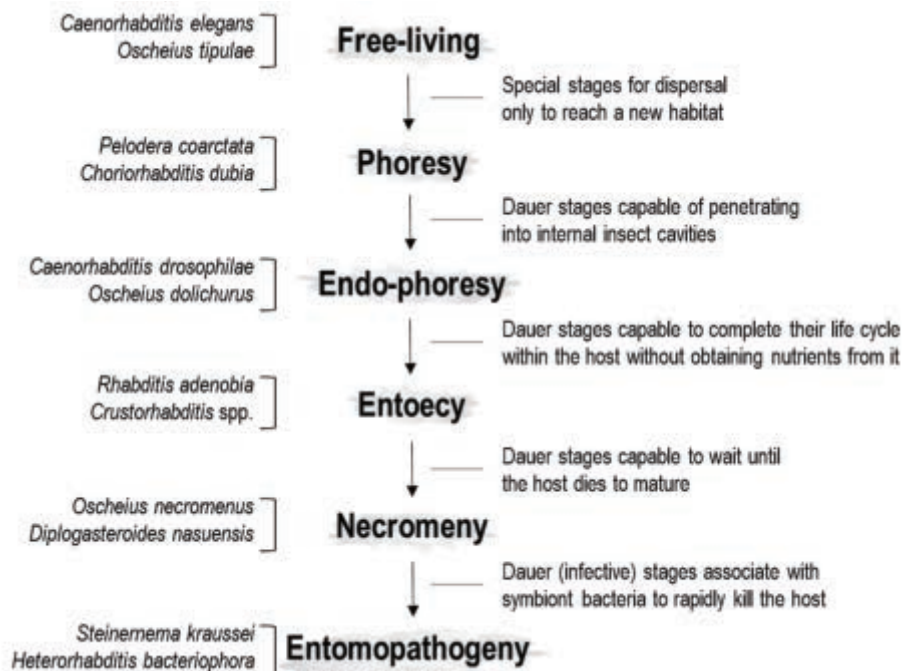 Caenorhabditis elegans
Oscheius tipulae
Free-living
Special stages for dispersal
only to reach a new habitat
Pelodera coarctata
Choriorhabditis dubia
Phoresy
Dauer stages capable of penetrating
into internal insect cavities
Caenorhabditis drosophilae
Oscheius dolichurus
Endo-phoresy
Dauer stages capable to complete their life cycle
within the host without obtaining nutrients from it
Rhabditis adenobia
Crustorhabditis spp.
Entoecy
Dauer stages capable to wait until
the host dies to mature
Oscheius necromenus
Diplogasteroides nasuensis
Necromeny
Dauer (infective) stages associate with
symbiont bacteria to rapidly kill the host
Steinernema kraussei
Heterorhabditis bacteriophora
Entomopathogeny